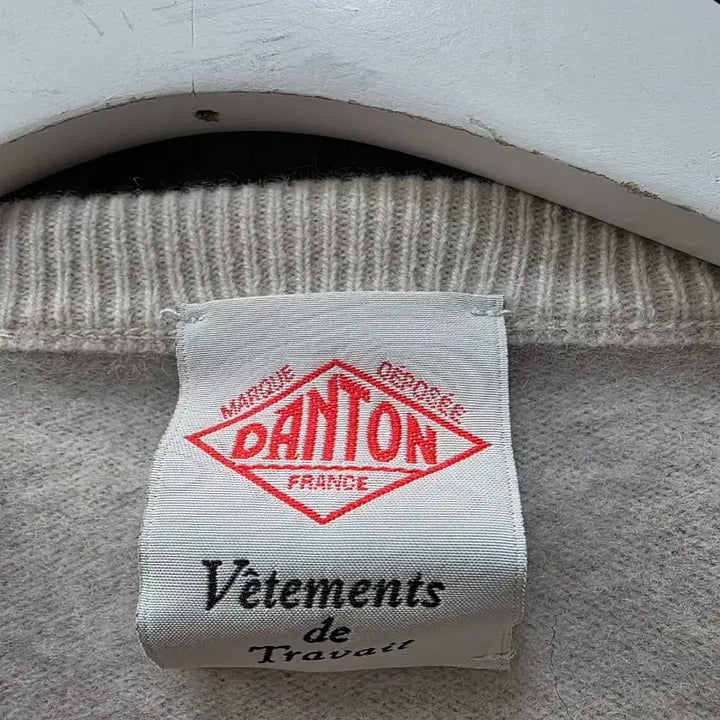 MARQUE DÉPOSÉE
DANTON
FRANCE
Vêtements
de
Travail